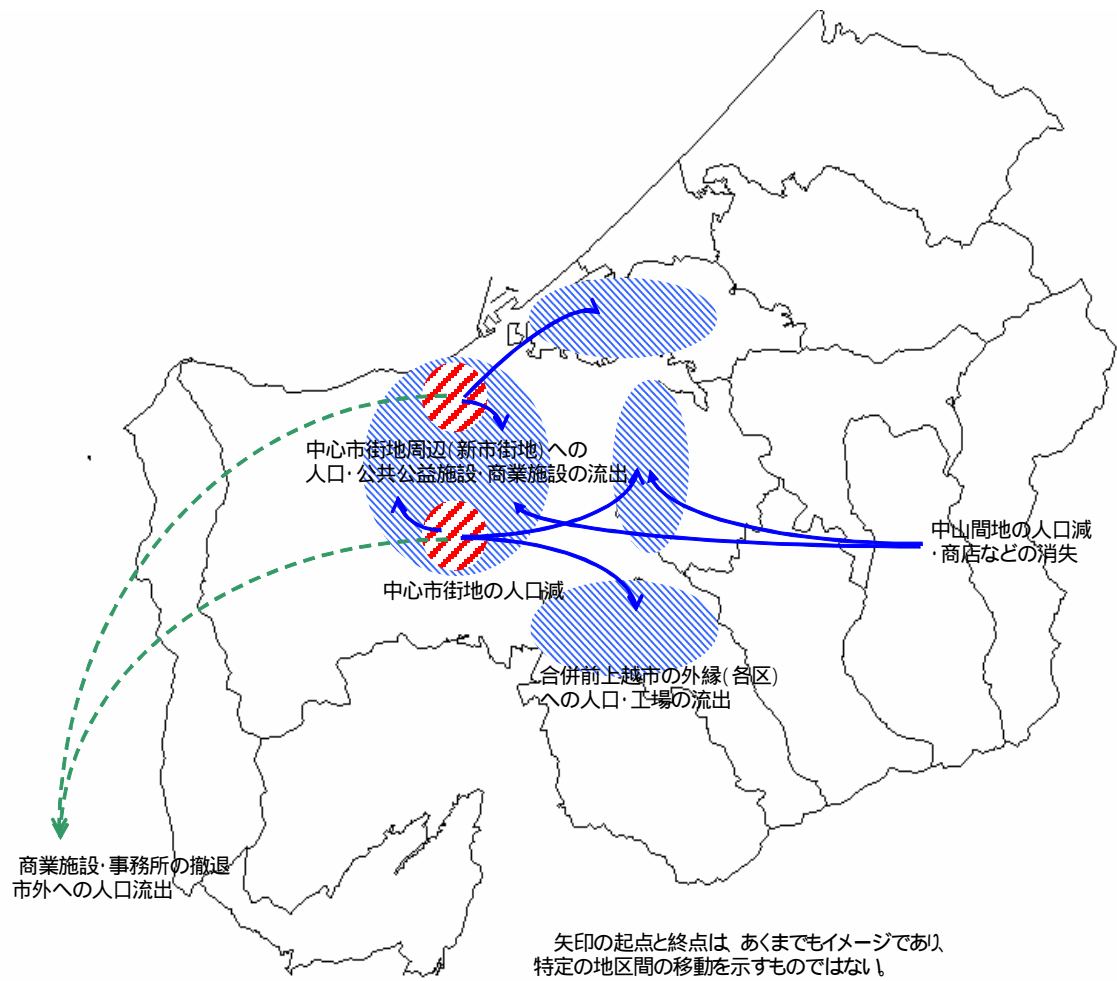 中心市街地周辺(新市街地)への
人口・公共公益施設・商業施設の流出
中山間地の人口減
・商店などの消失
中心市街地の人口減
合併前上越市の外縁(各区)
への人口・工場の流出
商業施設・事務所の撤退
市外への人口流出
矢印の起点と終点は、あくまでもイメージであり、
特定の地区間の移動を示すものではない。